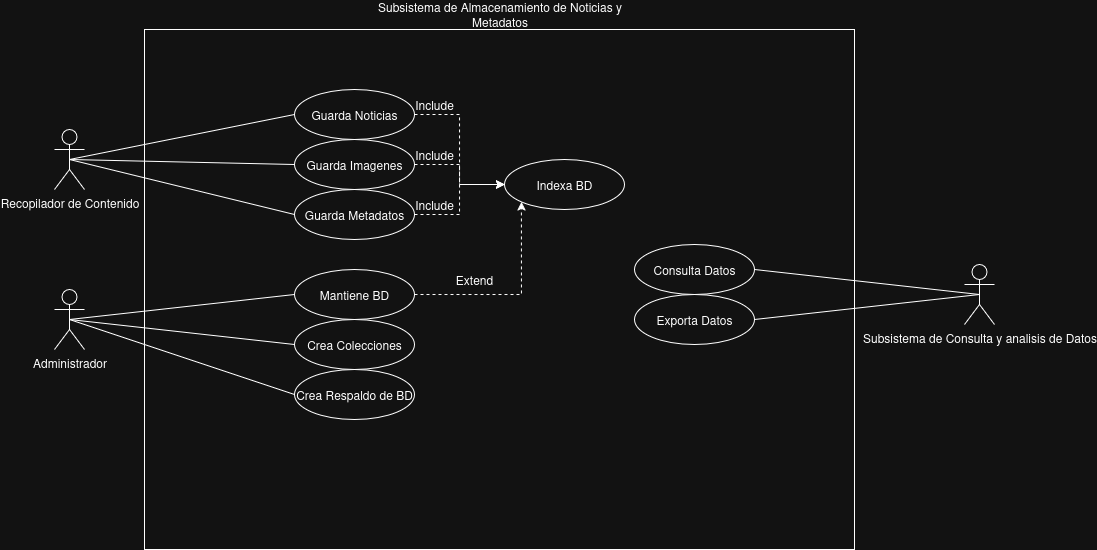 Subsistema de Almacenamiento de Noticias y
Metadatos
Guarda Noticias
Include
Guarda Imagenes
Include
Guarda Metadatos
Include
Indexa BD
Recopilador de Contenido
Mantiene BD
Extend
Crea Colecciones
Crea Respaldo de BD
Administrador
Consulta Datos
Exporta Datos
Subsistema de Consulta y analisis de Datos